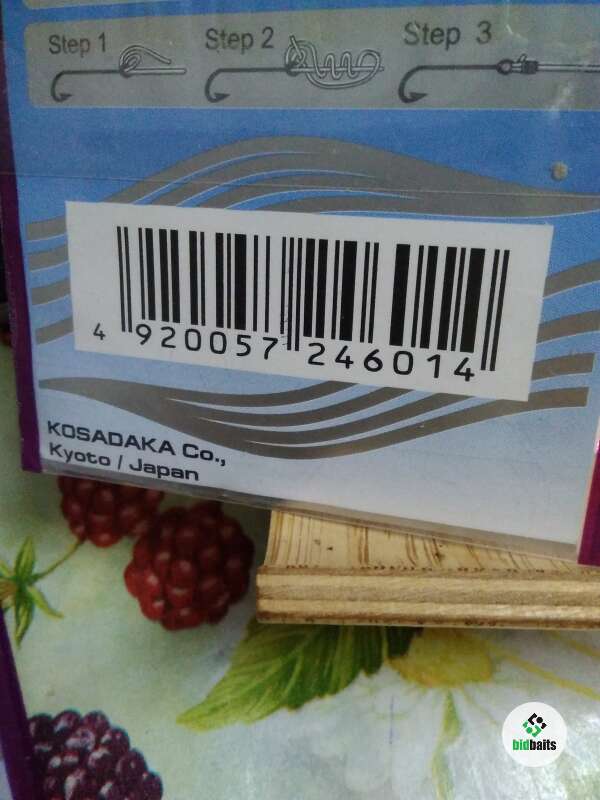 Step 1 Step 2 Step 3
4 920057 246014
KOSADAKA Co.,
Kyoto / Japan
bidbaits